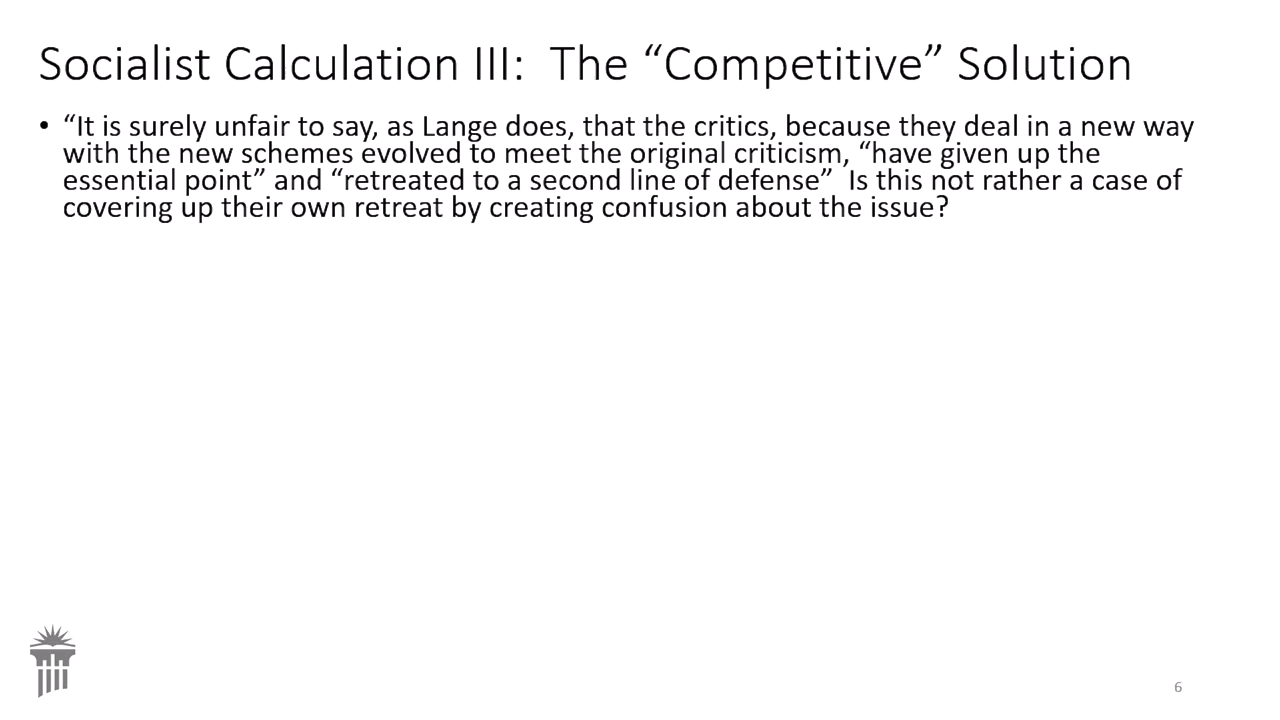 Socialist Calculation III:  The “Competitive” Solution
• “It is surely unfair to say, as Lange does, that the critics, because they deal in a new way
with the new schemes evolved to meet the original criticism, “have given up the
essential point” and “retreated to a second line of defense”  Is this not rather a case of
covering up their own retreat by creating confusion about the issue?
6